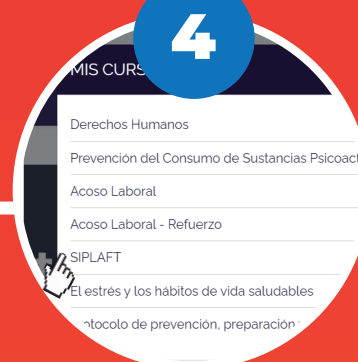 4
MIS CURS
Derechos Humanos
Prevención del Consumo de Sustancias Psicoact
Acoso Laboral
Acoso Laboral - Refuerzo
SIPLAFT
El estrés y los hábitos de vida saludables
otocolo de prevención, preparación